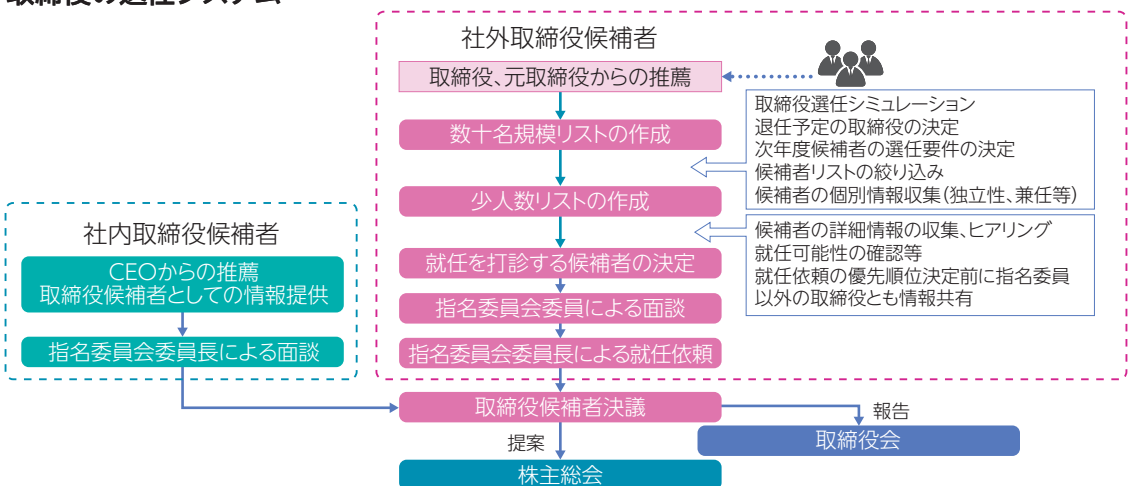 取締役の選任システム
社外取締役候補者
取締役、元取締役からの推薦
数十名規模リストの作成
取締役選任シミュレーション
退任予定の取締役の決定
次年度候補者の選任要件の決定
候補者リストの絞り込み
候補者の個別情報収集(独立性、兼任等)
少人数リストの作成
候補者の詳細情報の収集、ヒアリング
就任可能性の確認等
就任依頼の優先順位決定前に指名委員
以外の取締役とも情報共有
就任を打診する候補者の決定
指名委員会委員による面談
指名委員会委員長による就任依頼
社内取締役候補者
CEOからの推薦
取締役候補者としての情報提供
指名委員会委員長による面談
取締役候補者決議
報告
取締役会
提案
株主総会